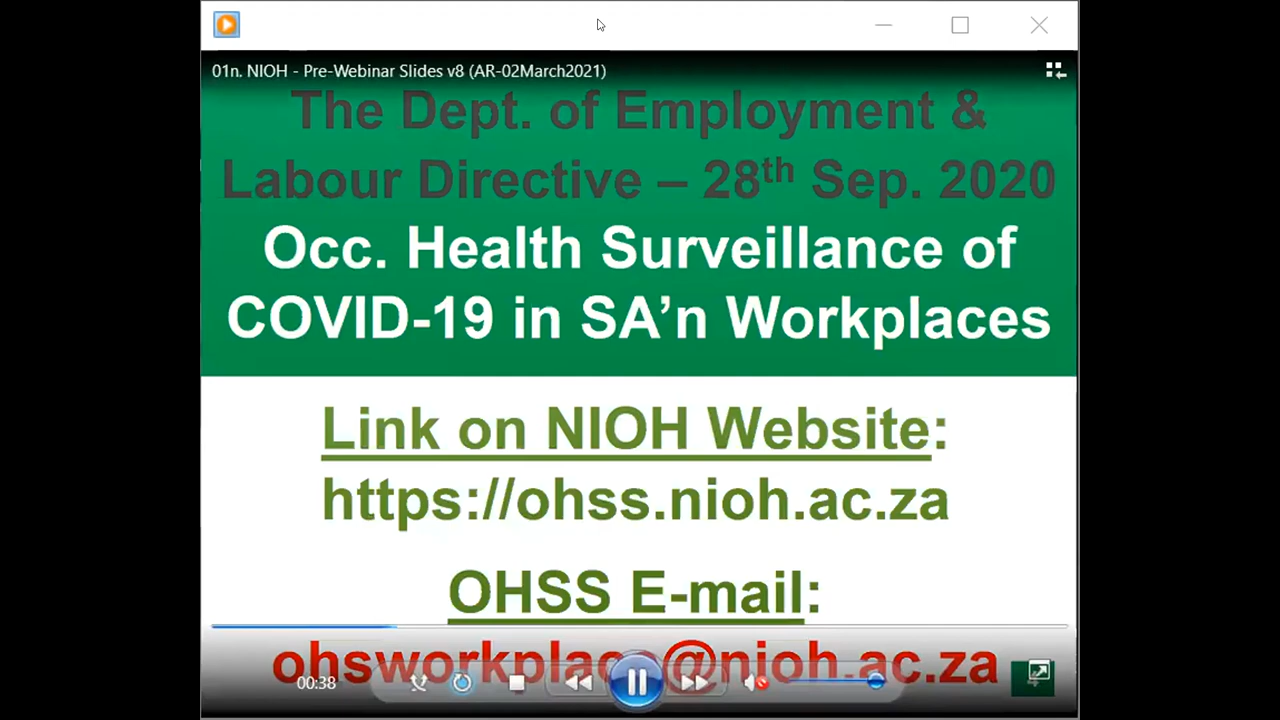 01n. NIOH - Pre-Webinar Slides v8 (AR-02March2021)
The Dept. of Employment &
Labour Directive – 28th Sep. 2020
Occ. Health Surveillance of
COVID-19 in SA’n Workplaces
Link on NIOH Website:
https://ohss.nioh.ac.za
OHSS E-mail:
ohsworkplace@nioh.ac.za
00:38